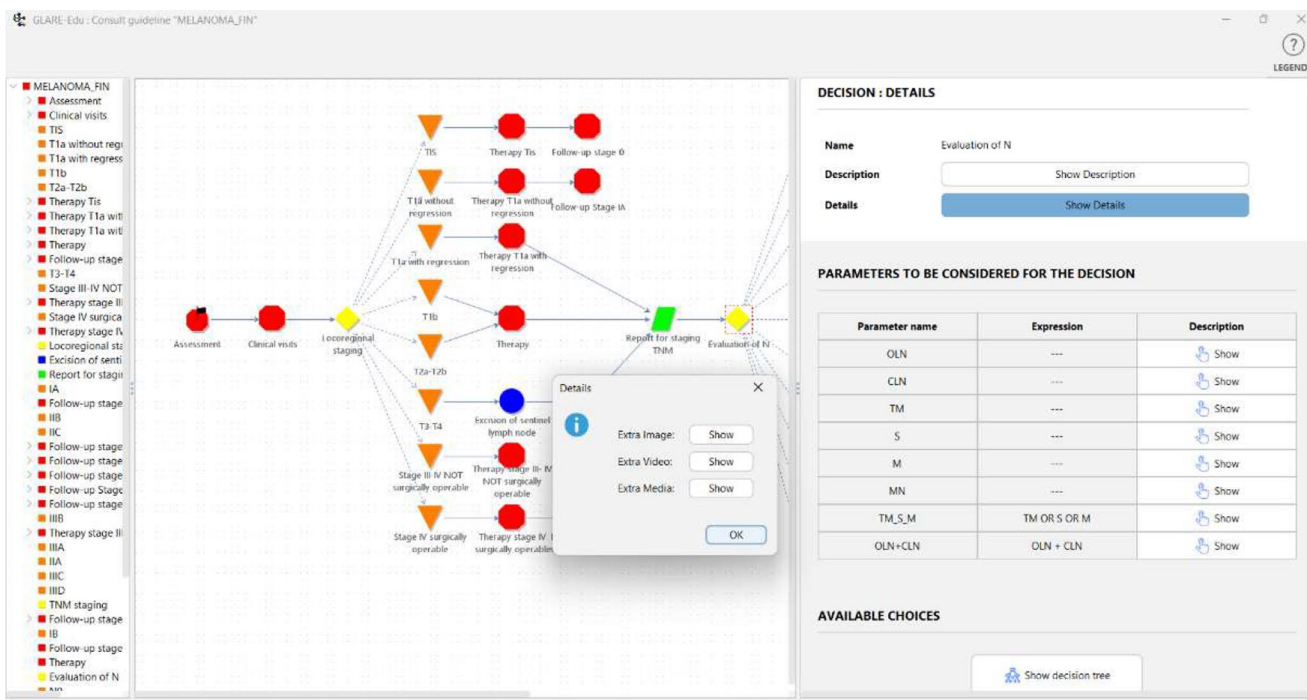 GLARE-Edu : Consult guideline "MELANOMA_FIN"
LEGEND
MELANOMA_FIN
Assessment
Clinical visits
TIS
T1a without regr
T1a with regress
T1b
T2a-T2b
Therapy Tis
Therapy T1a wit
Therapy T1a wit
Therapy
Follow-up stage
T3-T4
Stage III-IV NOT
Therapy stage III
Stage IV surgica
Therapy stage IV
Locoregional sta
Excision of senti
Report for stagin
IA
Follow-up stage
IIB
IIC
Follow-up stage
Follow-up stage
Follow-up stage
Follow-up Stage
Follow-up stage
IIIB
Therapy stage III
IIIA
IIA
IIIC
IIID
TNM staging
Follow-up stage
IB
Follow-up stage
Therapy
Evaluation of N
TIS
Therapy Tis
Follow-up stage 0
T1a without
regression
Therapy T1a without
regression
Follow-up Stage IA
T1a with regression
Therapy T1a with
regression
T1b
Assessment
Clinical visits
Locoregional
staging
Therapy
Report for staging
TNM
Evaluation of N
T2a-T2b
T3-T4
Excision of sentinel
lymph node
Stage III-IV NOT
surgically operable
Therapy stage III- IV
NOT surgically
operable
Stage IV surgically
operable
Therapy stage IV
surgically operable
Details
Extra Image: Show
Extra Video: Show
Extra Media: Show
OK
DECISION : DETAILS
Name Evaluation of N
Description Show Description
Details Show Details
PARAMETERS TO BE CONSIDERED FOR THE DECISION
Parameter name Expression Description
OLN --- Show
CLN --- Show
TM --- Show
S --- Show
M --- Show
MN --- Show
TM_S_M TM OR S OR M Show
OLN+CLN OLN + CLN Show
AVAILABLE CHOICES
Show decision tree